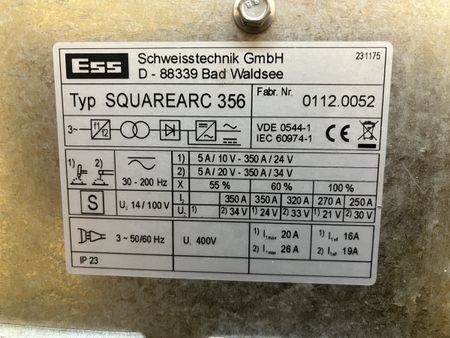 Ess Schweisstechnik GmbH 231175
D - 88339 Bad Waldsee
Typ SQUAREARC 356 Fabr. Nr. 0112.0052
3~ f1 f2 VDE 0544-1
IEC 60974-1 CE
1) 2) 1) 5 A / 10 V - 350 A / 24 V
30 - 200 Hz 2) 5 A / 20 V - 350 A / 34 V
X 55 % 60 % 100 %
S I₂ 350 A 350 A 320 A 270 A 250 A
U₀ 14 / 100 V U₂ 1) 2) 34 V 1) 24 V 2) 33 V 1) 21 V 2) 30 V
3 ~ 50/60 Hz U₁ 400V 1) I₁max 20 A 1) I₁eff 16A
2) I₁max 26 A 2) I₁eff 19A
IP 23